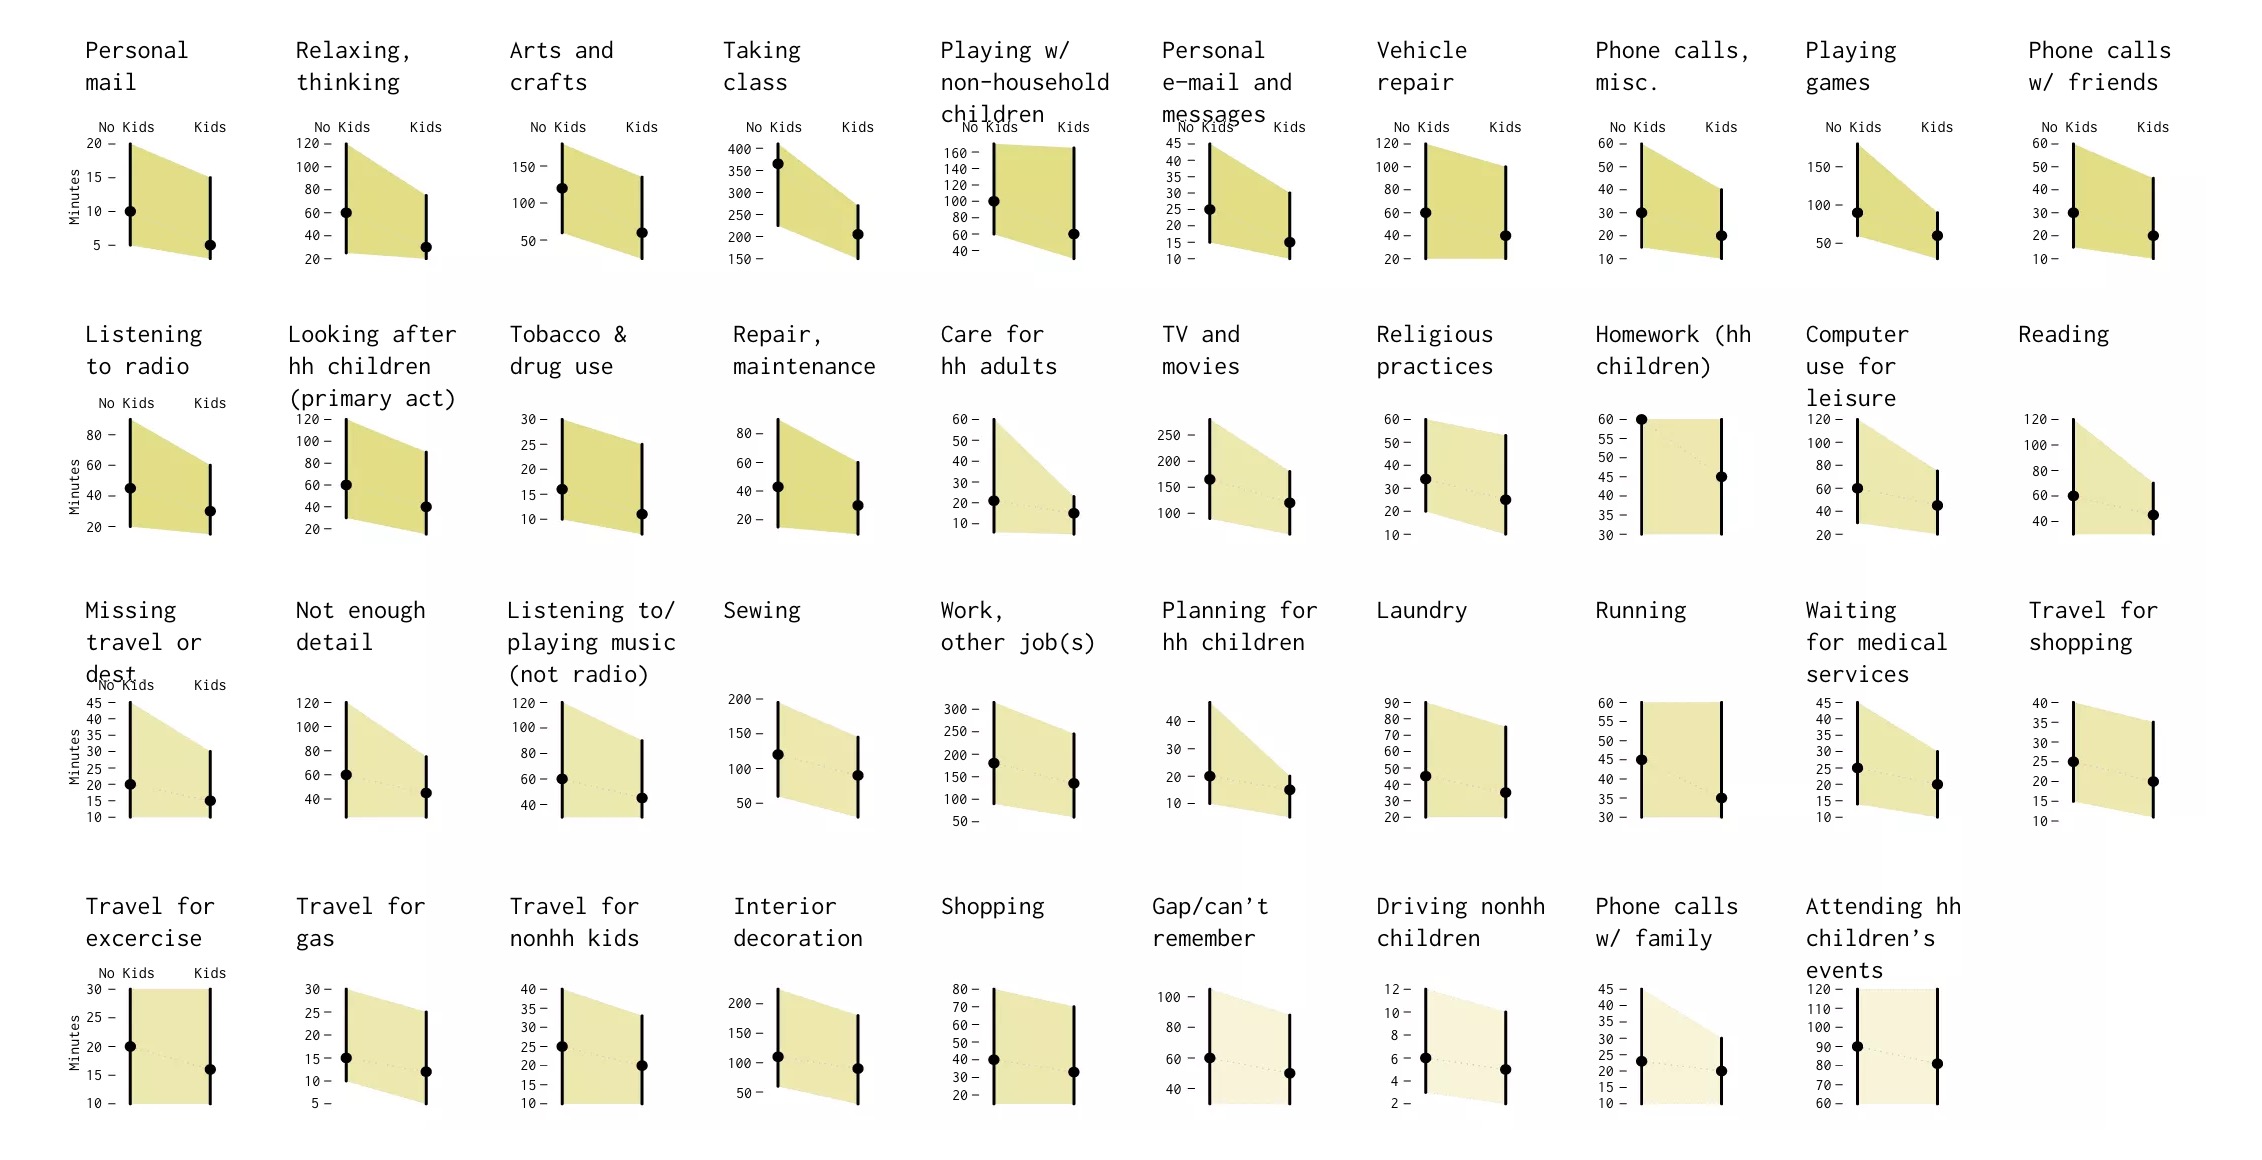 Personal
mail
Relaxing,
thinking
Arts and
crafts
Taking
class
Playing w/
non-household
children
Personal
e-mail and
messages
Vehicle
repair
Phone calls,
misc.
Playing
games
Phone calls
w/ friends
No Kids Kids
Minutes
20
15
10
5
No Kids Kids
120
100
80
60
40
20
No Kids Kids
150
100
50
No Kids Kids
400
350
300
250
200
150
No Kids Kids
160
140
120
100
80
60
40
No Kids Kids
45
40
35
30
25
20
15
10
No Kids Kids
120
100
80
60
40
20
No Kids Kids
60
50
40
30
20
10
No Kids Kids
150
100
50
No Kids Kids
60
50
40
30
20
10
Listening
to radio
Looking after
hh children
(primary act)
Tobacco &
drug use
Repair,
maintenance
Care for
hh adults
TV and
movies
Religious
practices
Homework (hh
children)
Computer
use for
leisure
Reading
No Kids Kids
Minutes
80
60
40
20
120
100
80
60
40
20
30
25
20
15
10
80
60
40
20
60
50
40
30
20
10
250
200
150
100
60
50
40
30
20
10
60
55
50
45
40
35
30
120
100
80
60
40
20
120
100
80
60
40
Missing
travel or
dest.
Not enough
detail
Listening to/
playing music
(not radio)
Sewing
Work,
other job(s)
Planning for
hh children
Laundry
Running
Waiting
for medical
services
Travel for
shopping
No Kids Kids
Minutes
45
40
35
30
25
20
15
10
120
100
80
60
40
120
100
80
60
40
200
150
100
50
300
250
200
150
100
50
40
30
20
10
90
80
70
60
50
40
30
20
60
55
50
45
40
35
30
45
40
35
30
25
20
15
10
40
35
30
25
20
15
10
Travel for
excercise
Travel for
gas
Travel for
nonhh kids
Interior
decoration
Shopping
Gap/can't
remember
Driving nonhh
children
Phone calls
w/ family
Attending hh
children's
events
No Kids Kids
Minutes
30
25
20
15
10
30
25
20
15
10
5
40
35
30
25
20
15
10
200
150
100
50
80
70
60
50
40
30
20
100
80
60
40
12
10
8
6
4
2
45
40
35
30
25
20
15
10
120
110
100
90
80
70
60